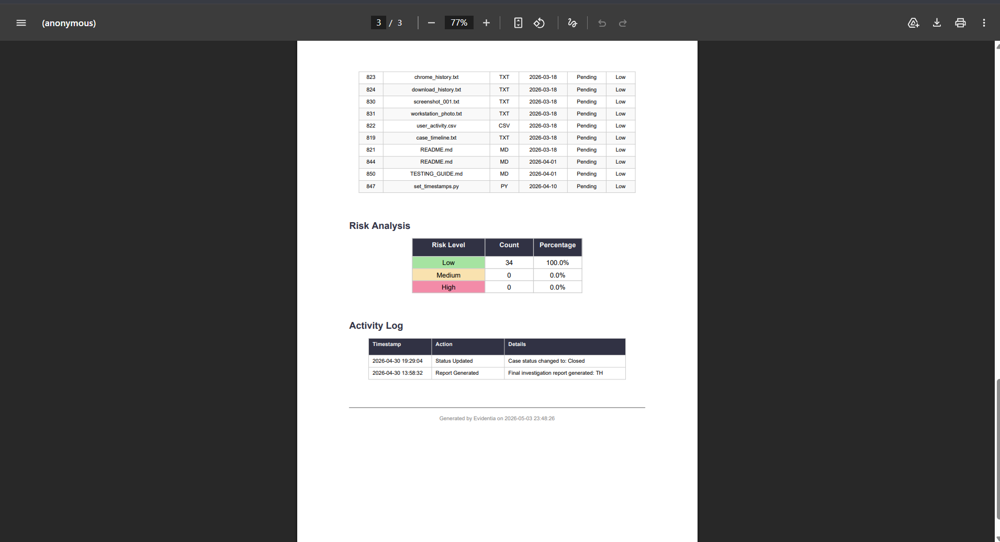 (anonymous)
3 / 3
77%
823 chrome_history.txt TXT 2026-03-18 Pending Low
824 download_history.txt TXT 2026-03-18 Pending Low
830 screenshot_001.txt TXT 2026-03-18 Pending Low
831 workstation_photo.txt TXT 2026-03-18 Pending Low
822 user_activity.csv CSV 2026-03-18 Pending Low
819 case_timeline.txt TXT 2026-03-18 Pending Low
821 README.md MD 2026-03-18 Pending Low
844 README.md MD 2026-04-01 Pending Low
850 TESTING_GUIDE.md MD 2026-04-01 Pending Low
847 set_timestamps.py PY 2026-04-10 Pending Low
Risk Analysis
Risk Level Count Percentage
Low 34 100.0%
Medium 0 0.0%
High 0 0.0%
Activity Log
Timestamp Action Details
2026-04-30 19:29:04 Status Updated Case status changed to: Closed
2026-04-30 13:58:32 Report Generated Final investigation report generated: TH
Generated by Evidentia on 2026-05-03 23:48:26